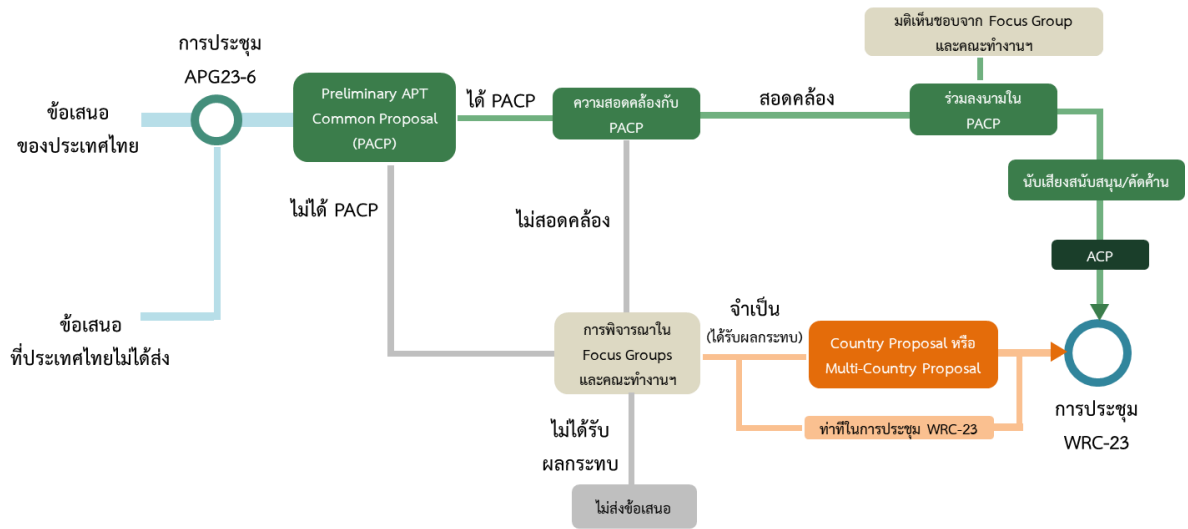 การประชุม
APG23-6
ข้อเสนอ
ของประเทศไทย
Preliminary APT
Common Proposal
(PACP)
ได้ PACP
ความสอดคล้องกับ
PACP
สอดคล้อง
มติเห็นชอบจาก Focus Group
และคณะทำงานฯ
ร่วมลงนามใน
PACP
นับเสียงสนับสนุน/คัดค้าน
ACP
ไม่ได้ PACP
ไม่สอดคล้อง
ข้อเสนอ
ที่ประเทศไทยไม่ได้ส่ง
การพิจารณาใน
Focus Groups
และคณะทำงานฯ
จำเป็น
(ได้รับผลกระทบ)
Country Proposal หรือ
Multi-Country Proposal
ท่าทีในการประชุม WRC-23
การประชุม
WRC-23
ไม่ได้รับ
ผลกระทบ
ไม่ส่งข้อเสนอ